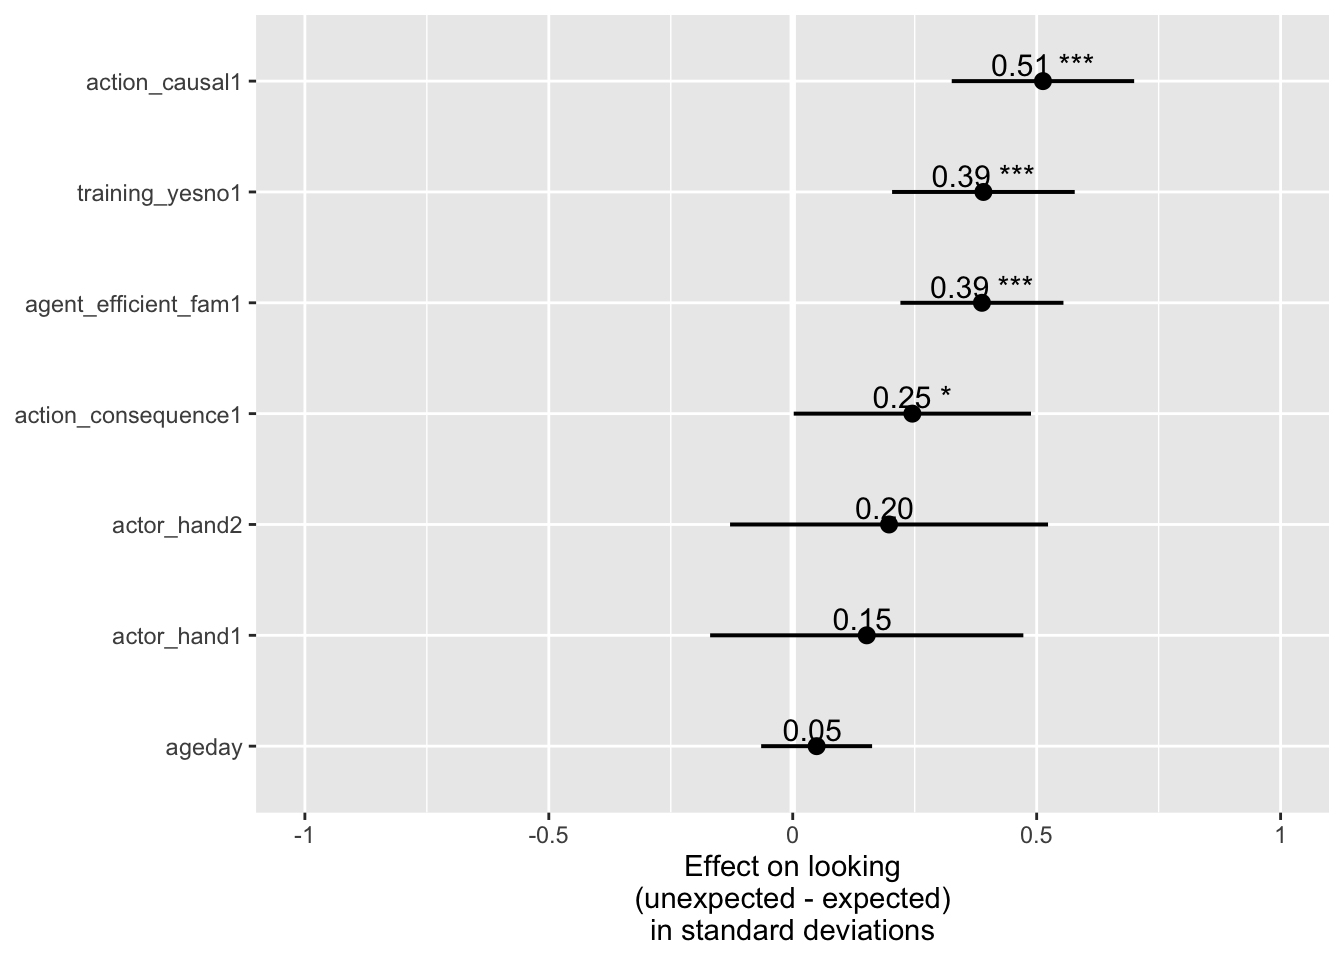 action_causal1
0.51 ***
training_yesno1
0.39 ***
agent_efficient_fam1
0.39 ***
action_consequence1
0.25 *
actor_hand2
0.20
actor_hand1
0.15
ageday
0.05
-1
-0.5
0
0.5
1
Effect on looking
(unexpected - expected)
in standard deviations